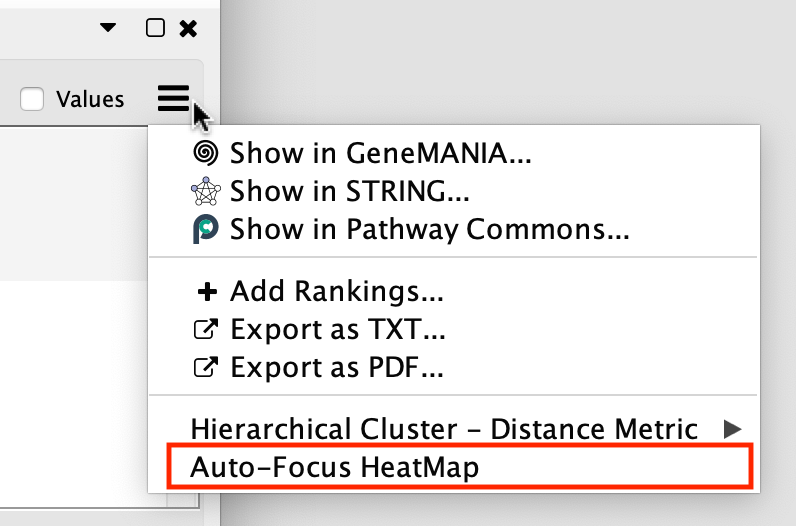 Values
Show in GeneMANIA...
Show in STRING...
Show in Pathway Commons...
Add Rankings...
Export as TXT...
Export as PDF...
Hierarchical Cluster – Distance Metric
Auto-Focus HeatMap